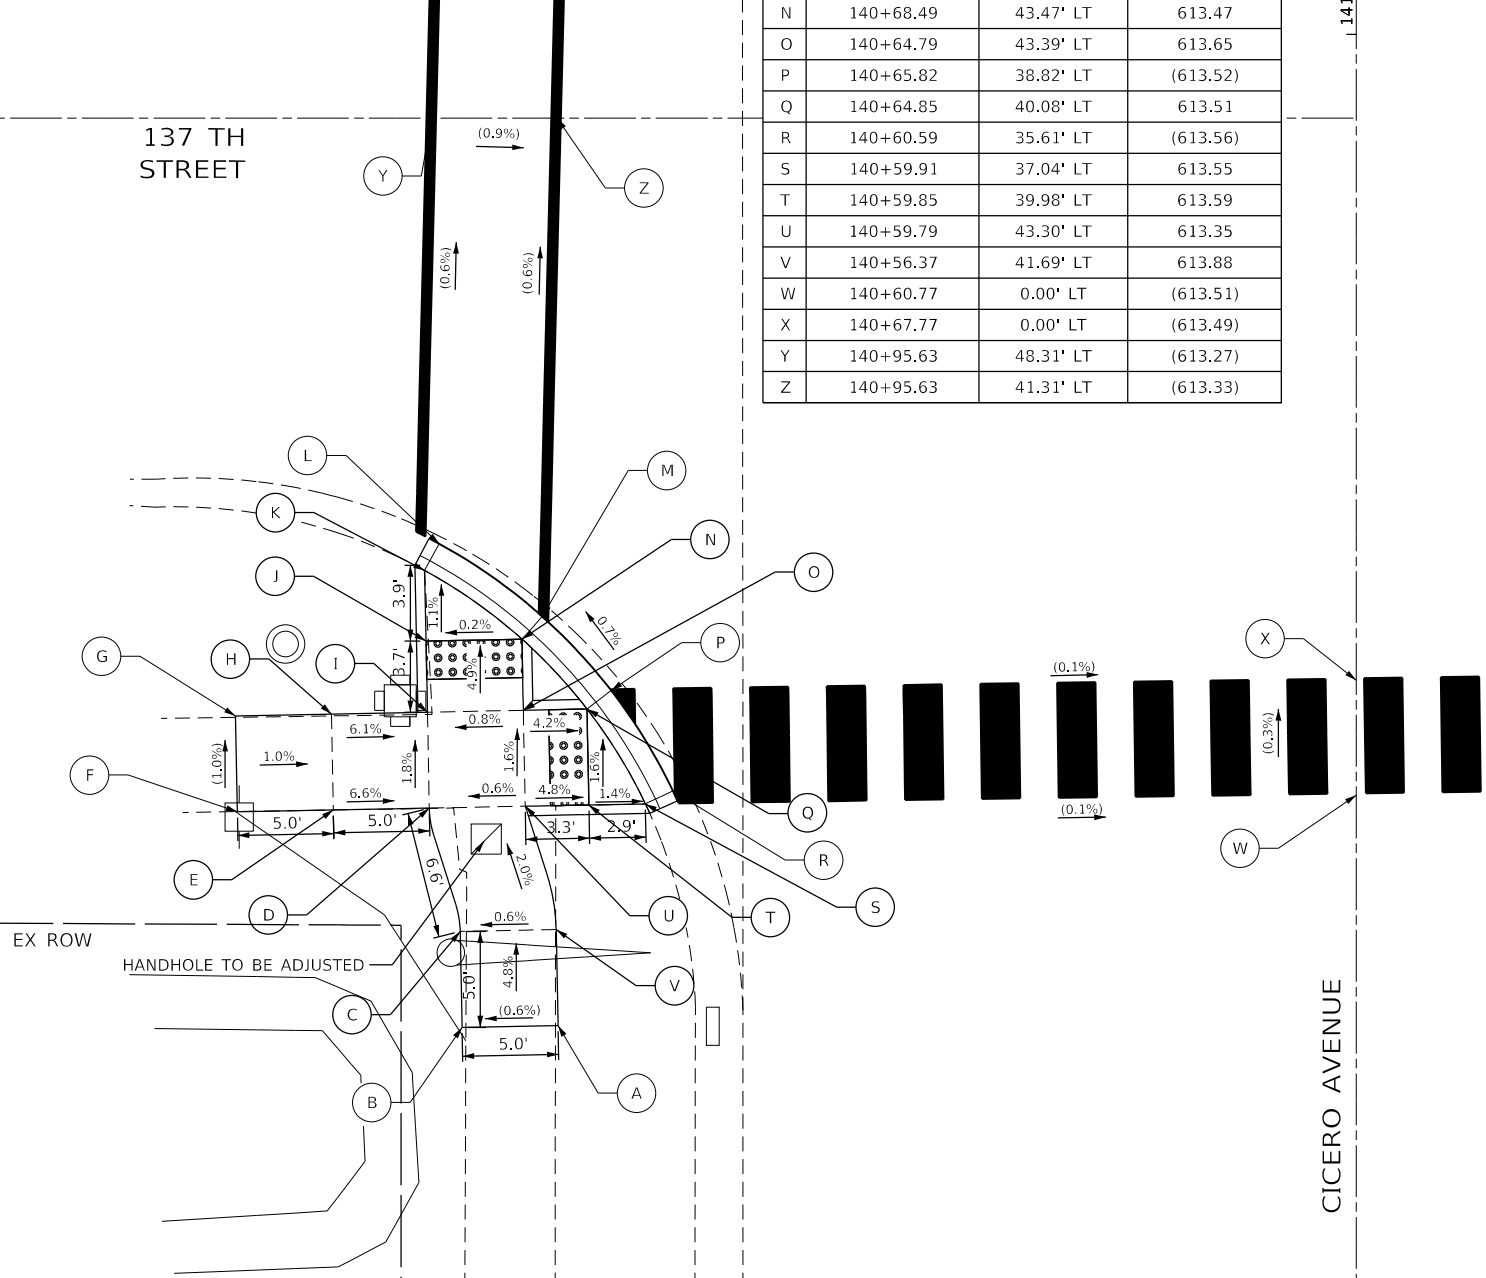 N 140+68.49 43.47' LT 613.47
O 140+64.79 43.39' LT 613.65
P 140+65.82 38.82' LT (613.52)
Q 140+64.85 40.08' LT 613.51
R 140+60.59 35.61' LT (613.56)
S 140+59.91 37.04' LT 613.55
T 140+59.85 39.98' LT 613.59
U 140+59.79 43.30' LT 613.35
V 140+56.37 41.69' LT 613.88
W 140+60.77 0.00' LT (613.51)
X 140+67.77 0.00' LT (613.49)
Y 140+95.63 48.31' LT (613.27)
Z 140+95.63 41.31' LT (613.33)
141
137 TH
STREET
(0.9%)
Y
Z
(0.6%)
(0.6%)
L
M
K
N
J
O
3.9'
1.1%
0.2%
0.7%
G
H
I
P
X
3.7'
4.9%
(0.1%)
6.1%
0.8%
4.2%
(1.0%)
1.0%
1.8%
1.6%
1.6%
(0.3%)
F
6.6%
0.6%
4.8%
1.4%
(0.1%)
5.0'
5.0'
3.3'
2.9'
Q
W
R
E
6.6'
2.0%
D
U
T
S
0.6%
EX ROW
HANDHOLE TO BE ADJUSTED
5.0'
4.8%
V
C
(0.6%)
5.0'
B
A
CICERO AVENUE